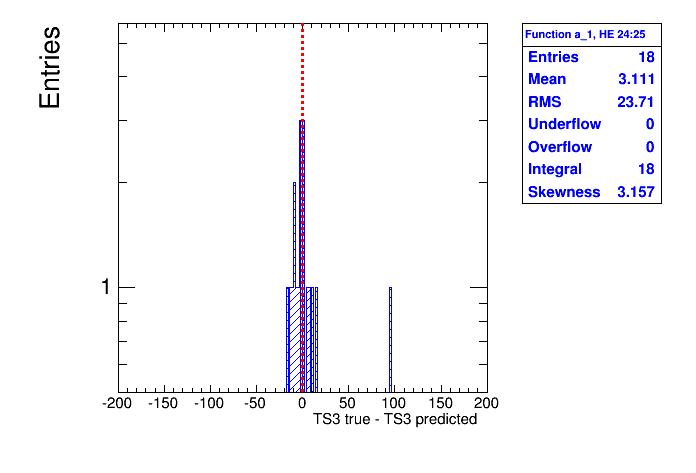 Entries
1
-200 -150 -100 -50 0 50 100 150 200
TS3 true - TS3 predicted
Function a_1, HE 24:25
Entries 18
Mean 3.111
RMS 23.71
Underflow 0
Overflow 0
Integral 18
Skewness 3.157